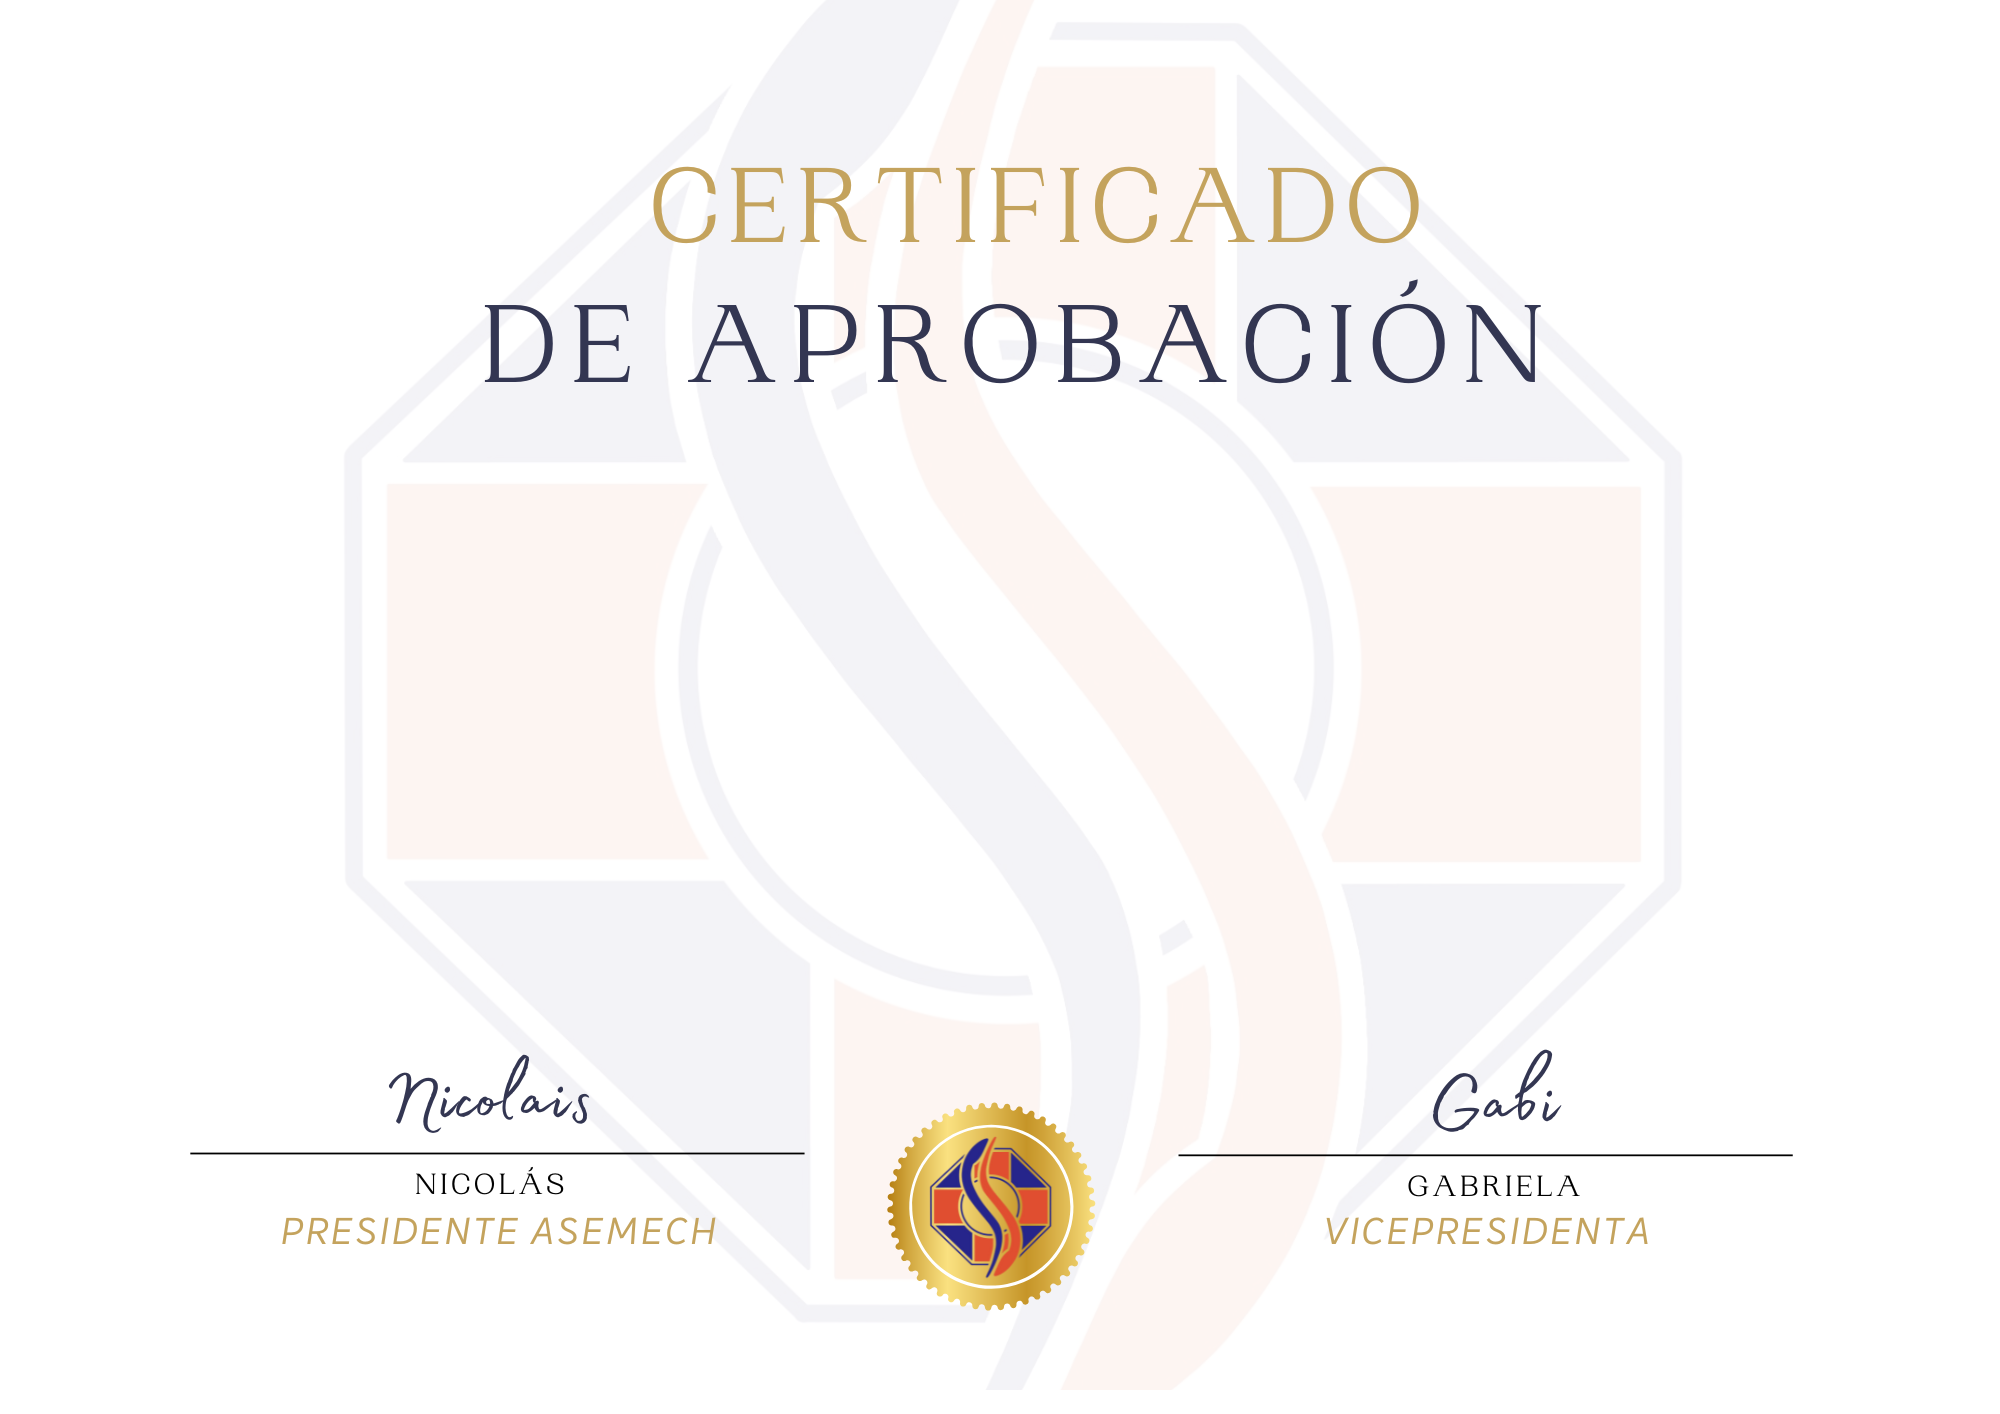 CERTIFICADO
DE APROBACIÓN
Nicolais
NICOLÁS
PRESIDENTE ASEMECH
Gabi
GABRIELA
VICEPRESIDENTA